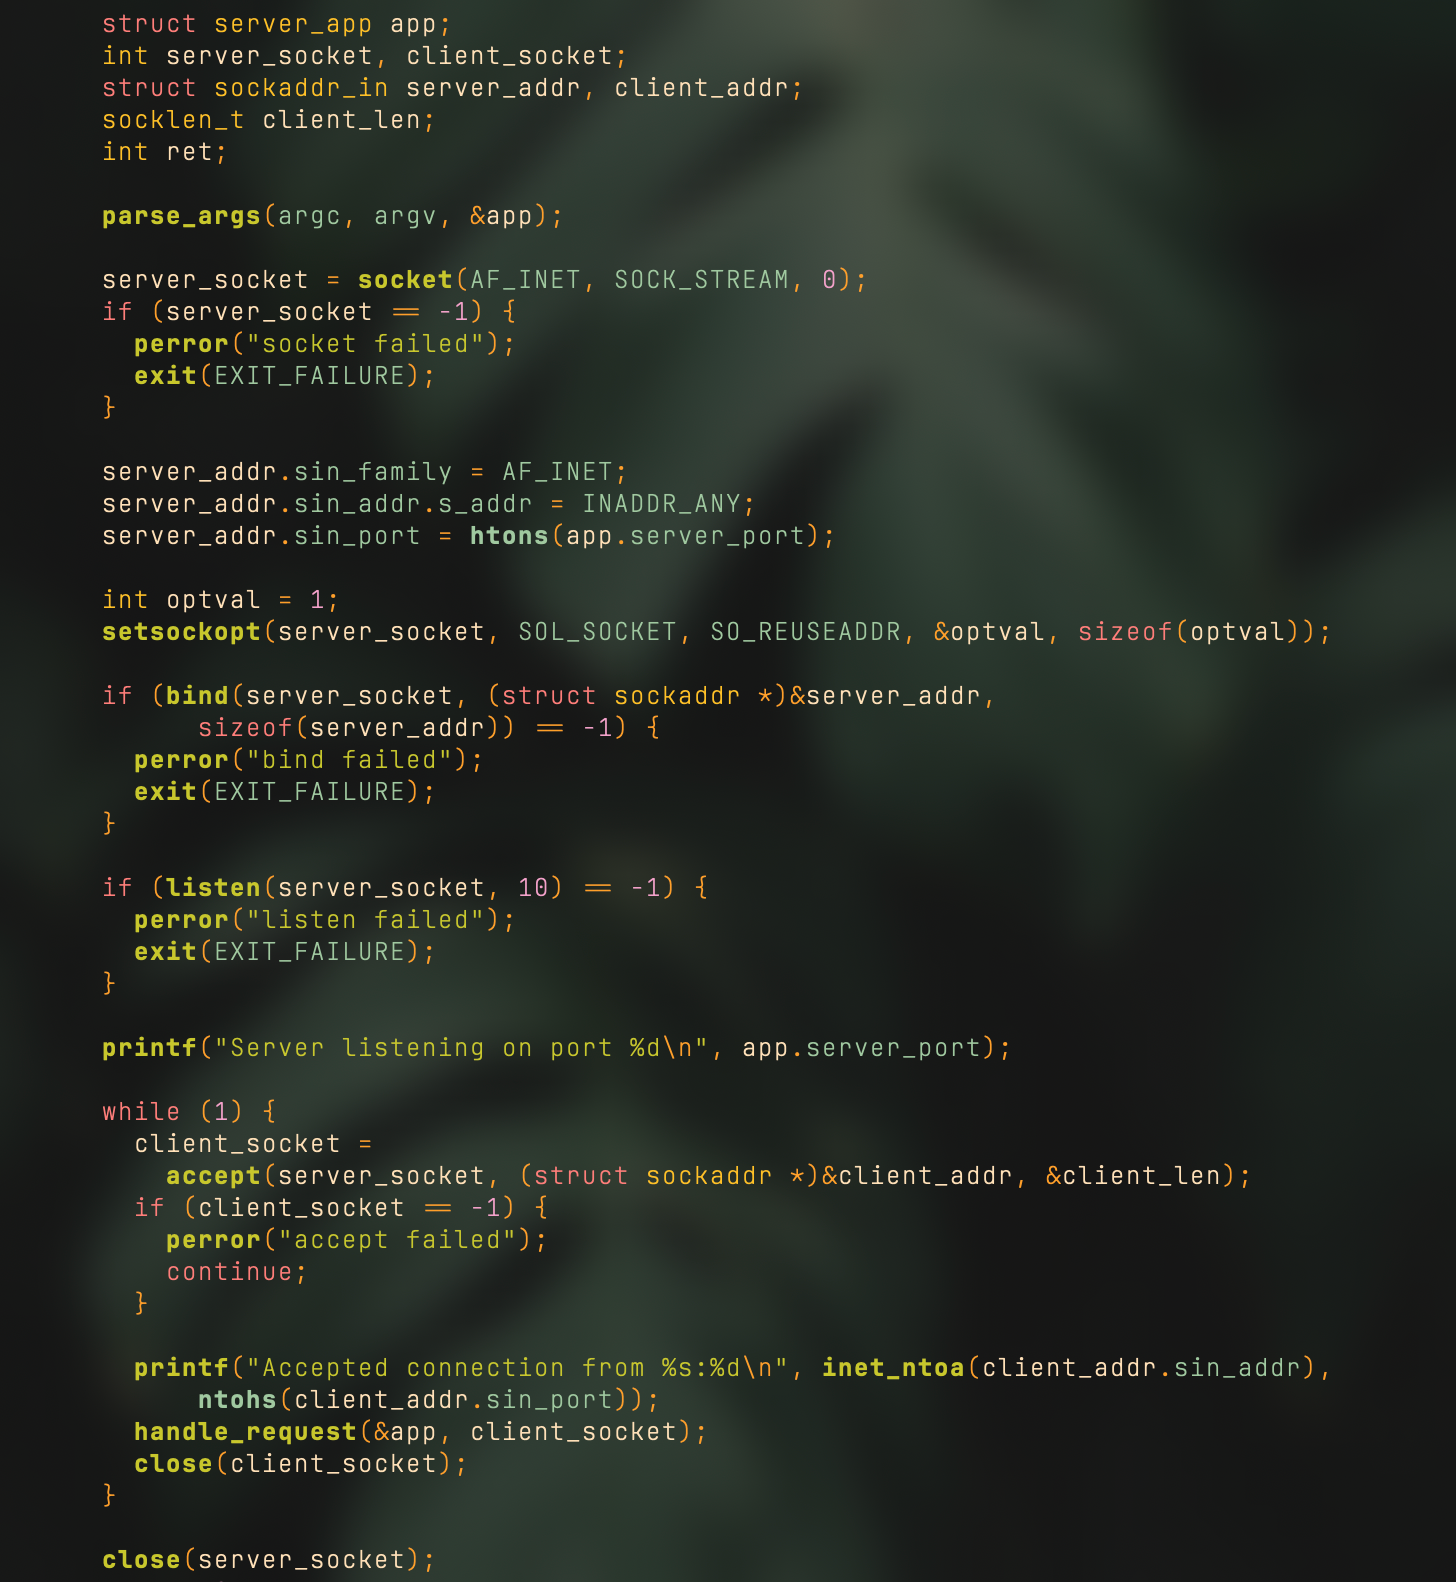 struct server_app app;
int server_socket, client_socket;
struct sockaddr_in server_addr, client_addr;
socklen_t client_len;
int ret;

parse_args(argc, argv, &app);

server_socket = socket(AF_INET, SOCK_STREAM, 0);
if (server_socket == -1) {
  perror("socket failed");
  exit(EXIT_FAILURE);
}

server_addr.sin_family = AF_INET;
server_addr.sin_addr.s_addr = INADDR_ANY;
server_addr.sin_port = htons(app.server_port);

int optval = 1;
setsockopt(server_socket, SOL_SOCKET, SO_REUSEADDR, &optval, sizeof(optval));

if (bind(server_socket, (struct sockaddr *)&server_addr,
      sizeof(server_addr)) == -1) {
  perror("bind failed");
  exit(EXIT_FAILURE);
}

if (listen(server_socket, 10) == -1) {
  perror("listen failed");
  exit(EXIT_FAILURE);
}

printf("Server listening on port %d\n", app.server_port);

while (1) {
  client_socket =
    accept(server_socket, (struct sockaddr *)&client_addr, &client_len);
  if (client_socket == -1) {
    perror("accept failed");
    continue;
  }

  printf("Accepted connection from %s:%d\n", inet_ntoa(client_addr.sin_addr),
      ntohs(client_addr.sin_port));
  handle_request(&app, client_socket);
  close(client_socket);
}

close(server_socket);